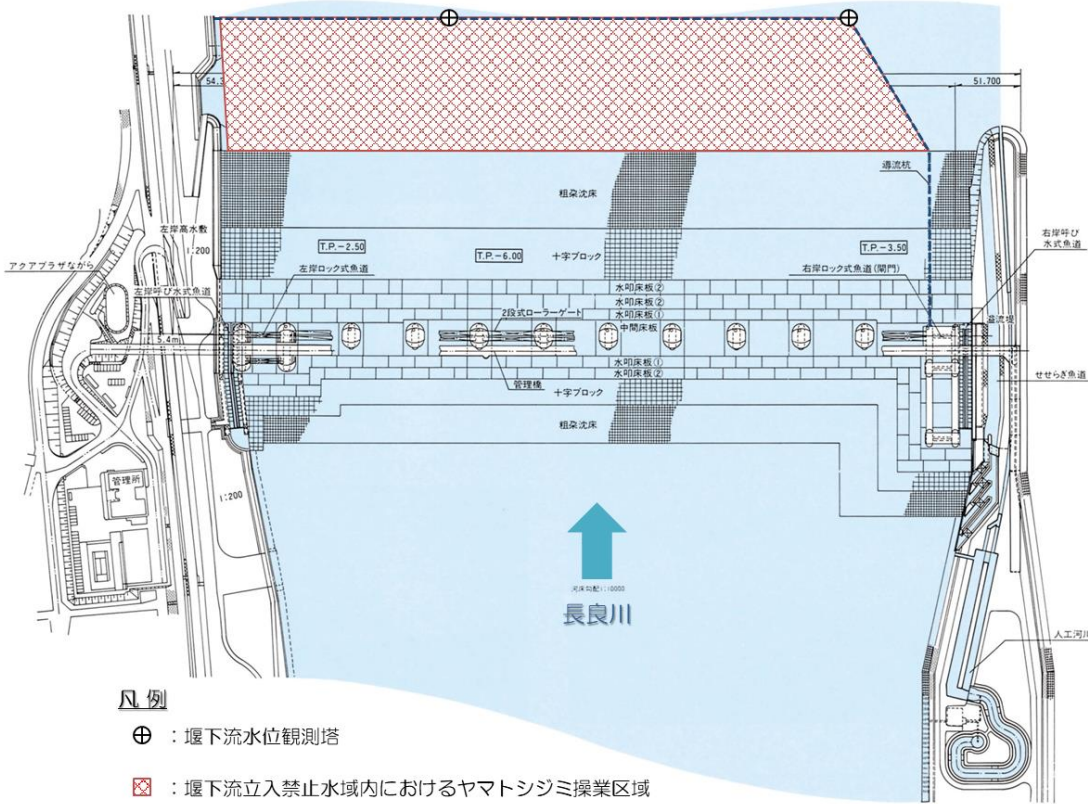 54.3
51.700
導流杭
粗朶沈床
左岸高水敷
1:200
右岸呼び
水式魚道
T.P.-2.50
T.P.-6.00
十字ブロック
T.P.-3.50
アクアプラザながら
左岸ロック式魚道
右岸ロック式魚道(閘門)
左岸呼び水式魚道
水叩床板②
水叩床板②
水叩床板①
2段式ローラーゲート
中間床板
5.4m
水叩床板①
水叩床板②
せせらぎ魚道
管理橋
十字ブロック
粗朶沈床
管理所
1:200
河床勾配1:10000
長良川
人工河川
凡 例
⊕ :堰下流水位観測塔
:堰下流立入禁止水域内におけるヤマトシジミ操業区域